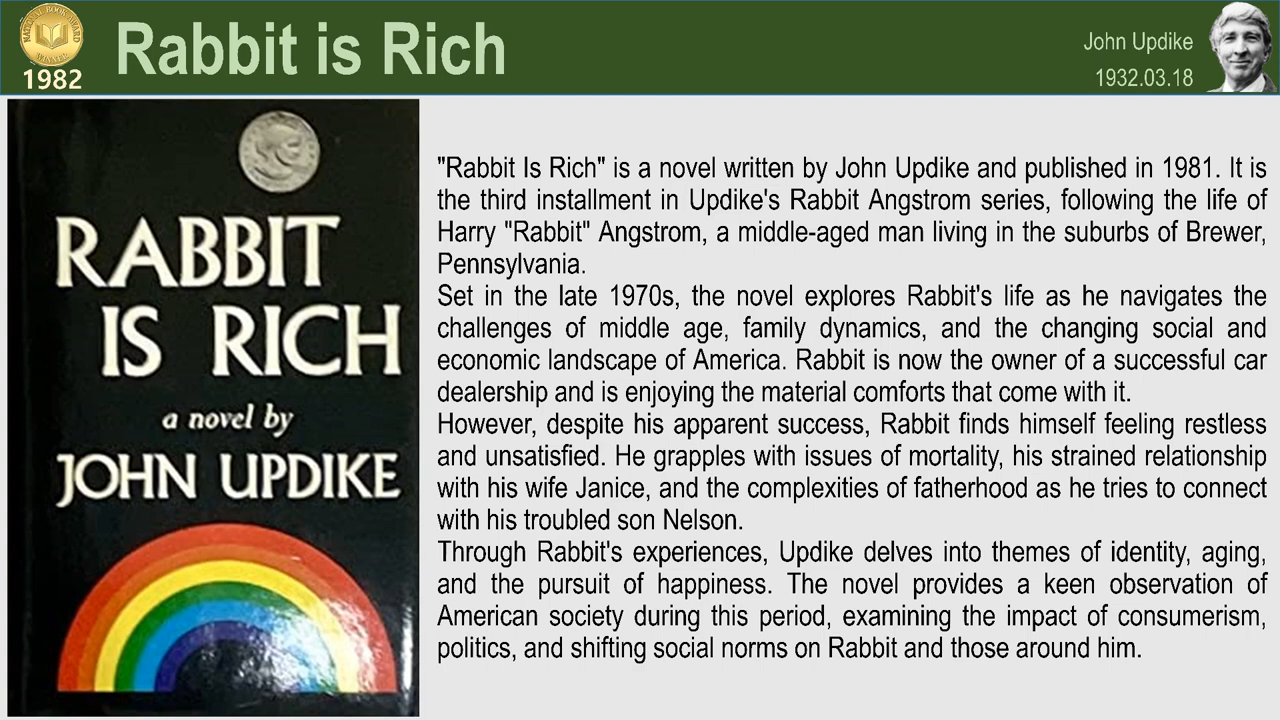 NATIONAL BOOK AWARD
WINNER
1982
Rabbit is Rich
John Updike
1932.03.18
RABBIT
IS RICH
a novel by
JOHN UPDIKE
"Rabbit Is Rich" is a novel written by John Updike and published in 1981. It is
the third installment in Updike's Rabbit Angstrom series, following the life of
Harry "Rabbit" Angstrom, a middle-aged man living in the suburbs of Brewer,
Pennsylvania.
Set in the late 1970s, the novel explores Rabbit's life as he navigates the
challenges of middle age, family dynamics, and the changing social and
economic landscape of America. Rabbit is now the owner of a successful car
dealership and is enjoying the material comforts that come with it.
However, despite his apparent success, Rabbit finds himself feeling restless
and unsatisfied. He grapples with issues of mortality, his strained relationship
with his wife Janice, and the complexities of fatherhood as he tries to connect
with his troubled son Nelson.
Through Rabbit's experiences, Updike delves into themes of identity, aging,
and the pursuit of happiness. The novel provides a keen observation of
American society during this period, examining the impact of consumerism,
politics, and shifting social norms on Rabbit and those around him.